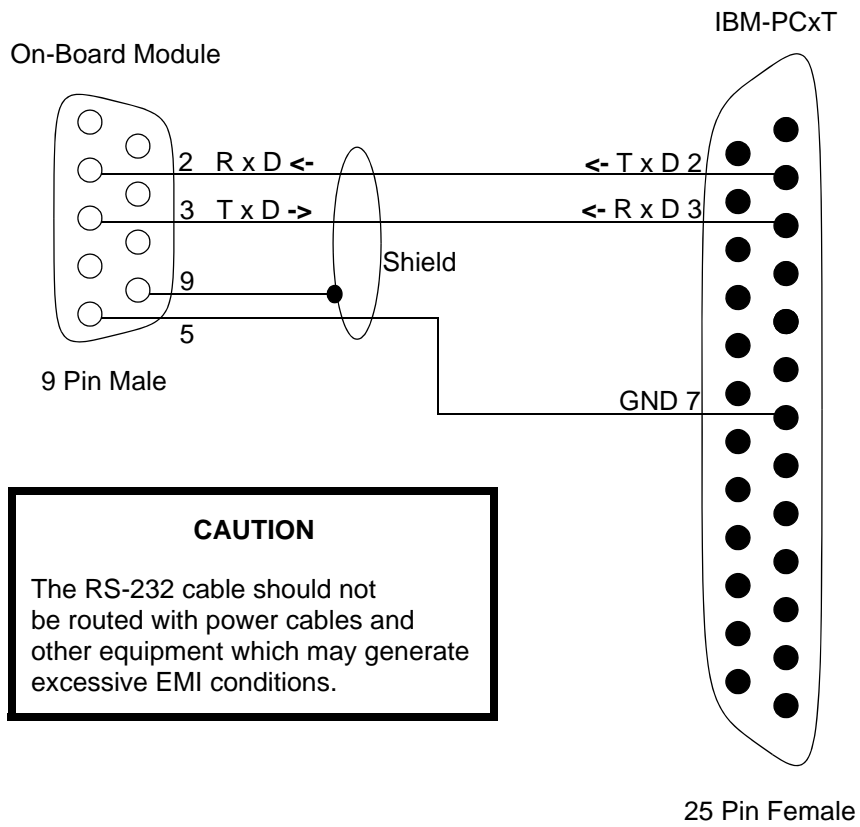 IBM-PCxT
On-Board Module
2 R x D <-
<- T x D 2
3 T x D ->
<- R x D 3
Shield
9
5
9 Pin Male
GND 7
CAUTION
The RS-232 cable should not
be routed with power cables and
other equipment which may generate
excessive EMI conditions.
25 Pin Female